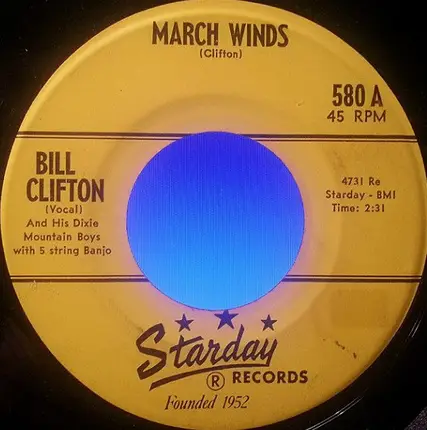 MARCH WINDS
(Clifton)
580 A
45 RPM
BILL
CLIFTON
(Vocal)
And His Dixie
Mountain Boys
with 5 string Banjo
4731 Re
Starday - BMI
Time: 2:31
Starday
® RECORDS
Founded 1952